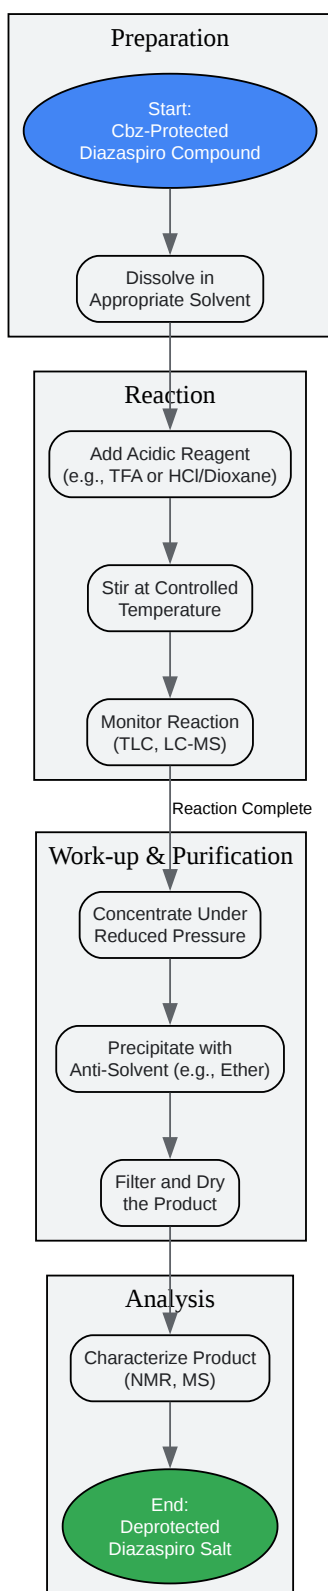 Preparation
Start:
Cbz-Protected
Diazaspiro Compound
Dissolve in
Appropriate Solvent
Reaction
Add Acidic Reagent
(e.g., TFA or HCl/Dioxane)
Stir at Controlled
Temperature
Monitor Reaction
(TLC, LC-MS)
Reaction Complete
Work-up & Purification
Concentrate Under
Reduced Pressure
Precipitate with
Anti-Solvent (e.g., Ether)
Filter and Dry
the Product
Analysis
Characterize Product
(NMR, MS)
End:
Deprotected
Diazaspiro Salt